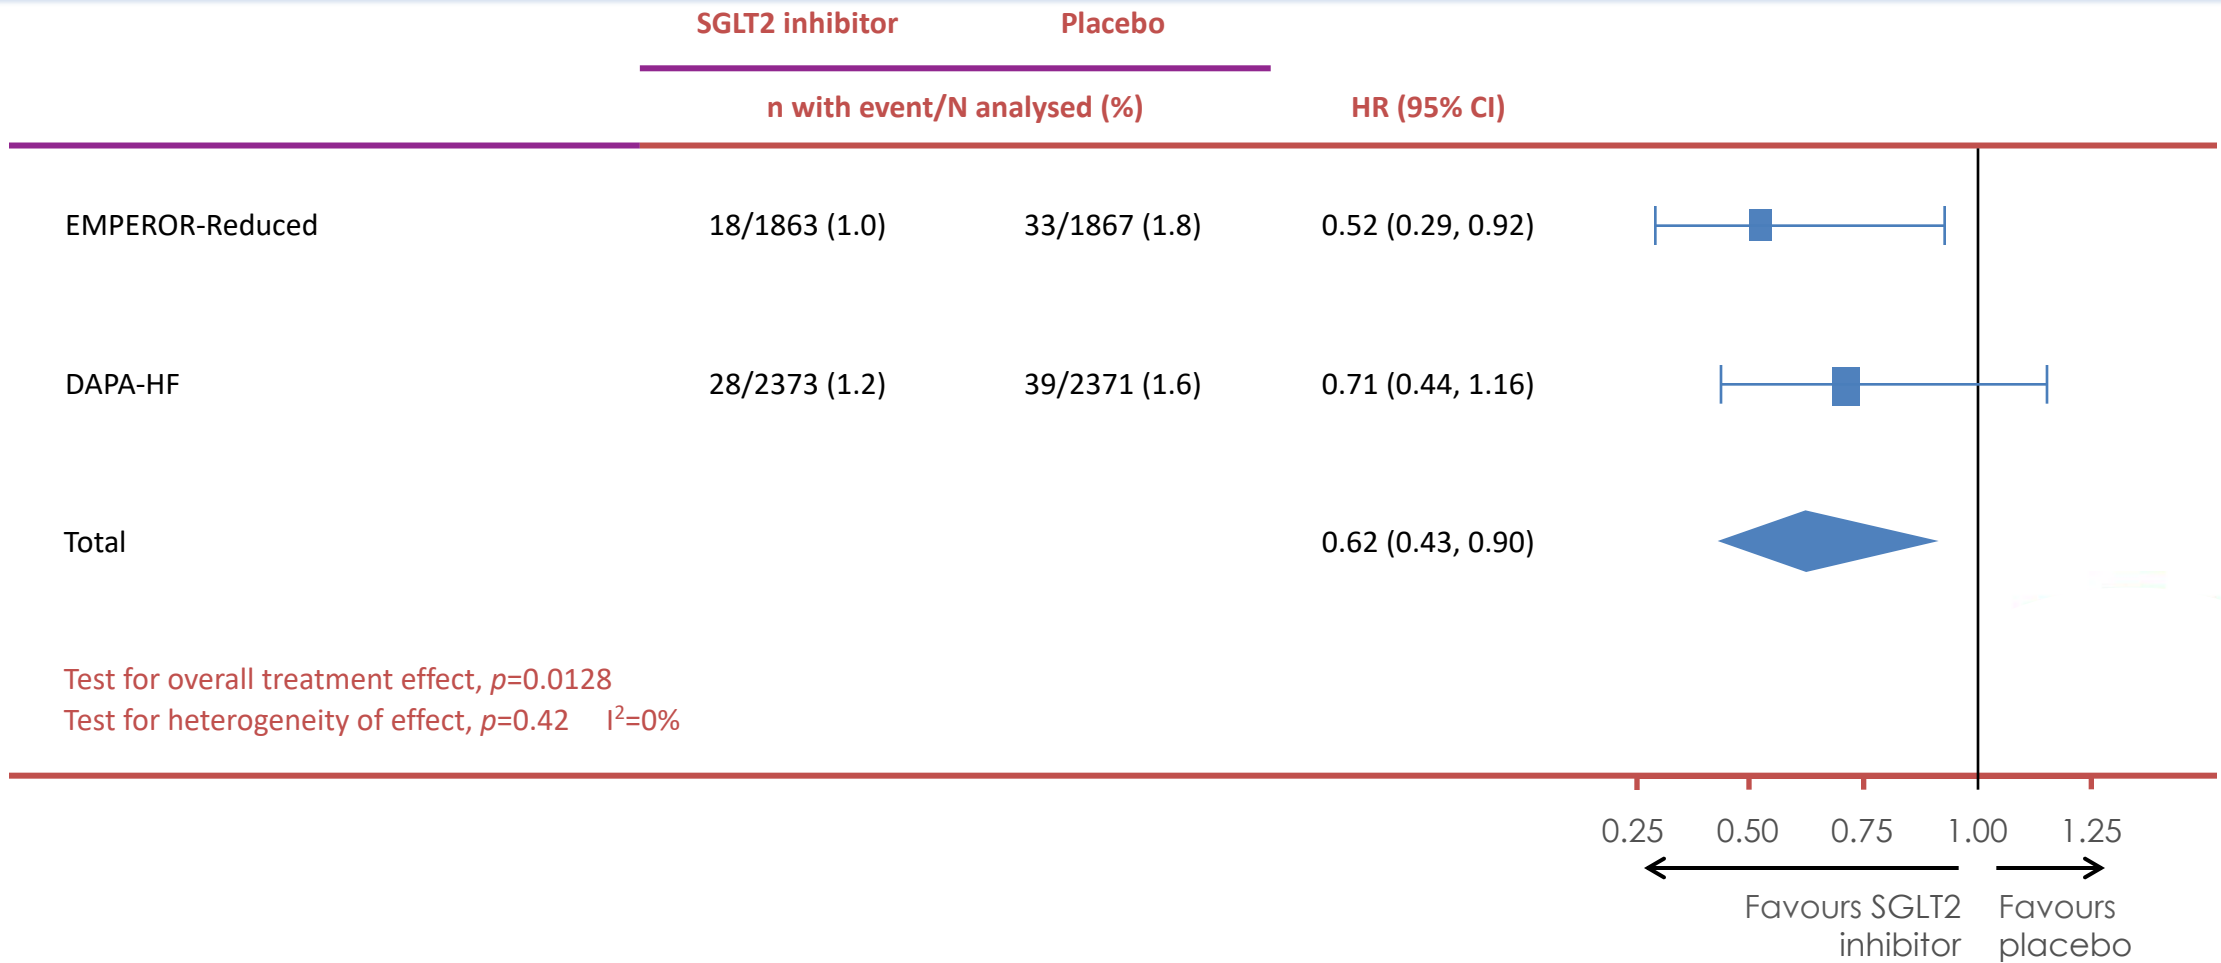 SGLT2 inhibitor Placebo
n with event/N analysed (%) HR (95% CI)
EMPEROR-Reduced 18/1863 (1.0) 33/1867 (1.8) 0.52 (0.29, 0.92)
DAPA-HF 28/2373 (1.2) 39/2371 (1.6) 0.71 (0.44, 1.16)
Total 0.62 (0.43, 0.90)
Test for overall treatment effect, p=0.0128
Test for heterogeneity of effect, p=0.42 I²=0%
0.25 0.50 0.75 1.00 1.25
Favours SGLT2 Favours
inhibitor placebo